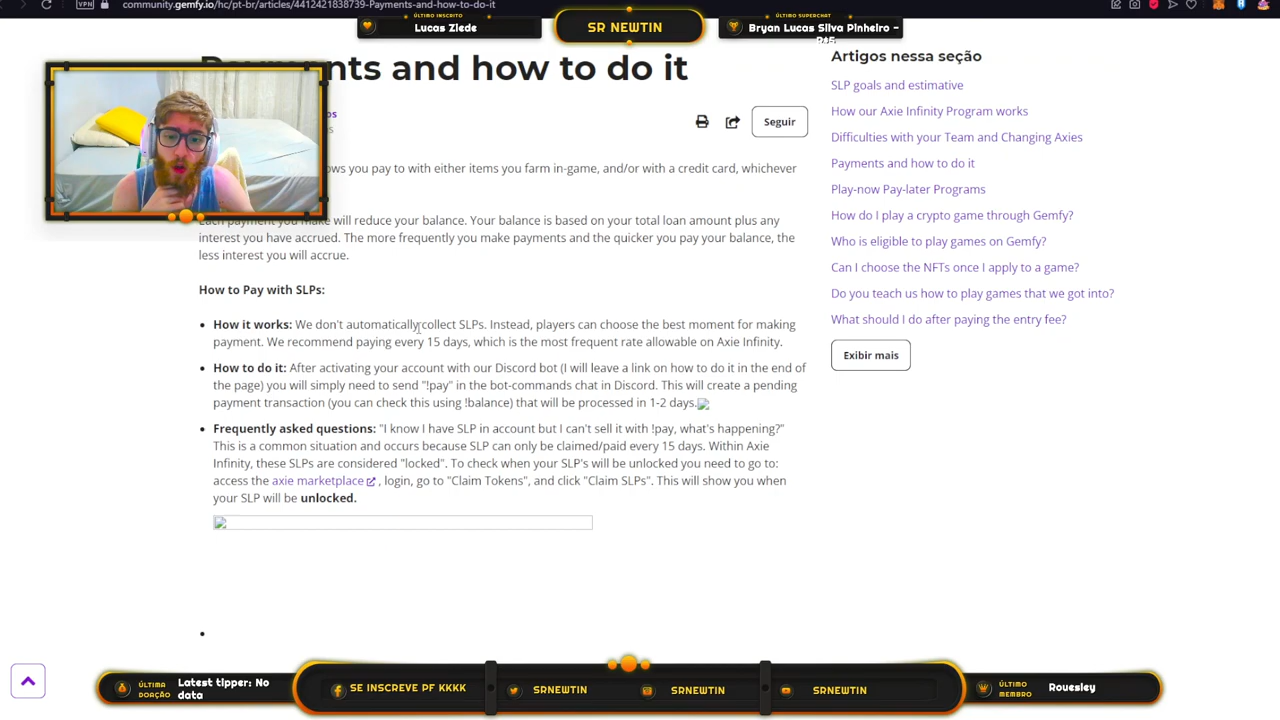 VPN
community.gemfy.io/hc/pt-br/articles/4412421838739-Payments-and-how-to-do-it
ÚLTIMO INSCRITO
Lucas Ziede
SR NEWTIN
ÚLTIMO SUPERCHAT
Bryan Lucas Silva Pinheiro -
R$5
and how to do it
Seguir
you pay to with either items you farm in-game, and/or with a credit card, whichever
will reduce your balance. Your balance is based on your total loan amount plus any
interest you have accrued. The more frequently you make payments and the quicker you pay your balance, the
less interest you will accrue.
How to Pay with SLPs:
• How it works: We don't automatically collect SLPs. Instead, players can choose the best moment for making
payment. We recommend paying every 15 days, which is the most frequent rate allowable on Axie Infinity.
• How to do it: After activating your account with our Discord bot (I will leave a link on how to do it in the end of
the page) you will simply need to send "!pay" in the bot-commands chat in Discord. This will create a pending
payment transaction (you can check this using !balance) that will be processed in 1-2 days.
• Frequently asked questions: "I know I have SLP in account but I can't sell it with !pay, what's happening?"
This is a common situation and occurs because SLP can only be claimed/paid every 15 days. Within Axie
Infinity, these SLPs are considered "locked". To check when your SLP's will be unlocked you need to go to:
access the axie marketplace , login, go to "Claim Tokens", and click "Claim SLPs". This will show you when
your SLP will be unlocked.
Artigos nessa seção
SLP goals and estimative
How our Axie Infinity Program works
Difficulties with your Team and Changing Axies
Payments and how to do it
Play-now Pay-later Programs
How do I play a crypto game through Gemfy?
Who is eligible to play games on Gemfy?
Can I choose the NFTs once I apply to a game?
Do you teach us how to play games that we got into?
What should I do after paying the entry fee?
Exibir mais
ÚLTIMA
DOAÇÃO
Latest tipper: No
data
SE INSCREVE PF KKKK
SRNEWTIN
SRNEWTIN
SRNEWTIN
ÚLTIMO
MEMBRO
Rouesley